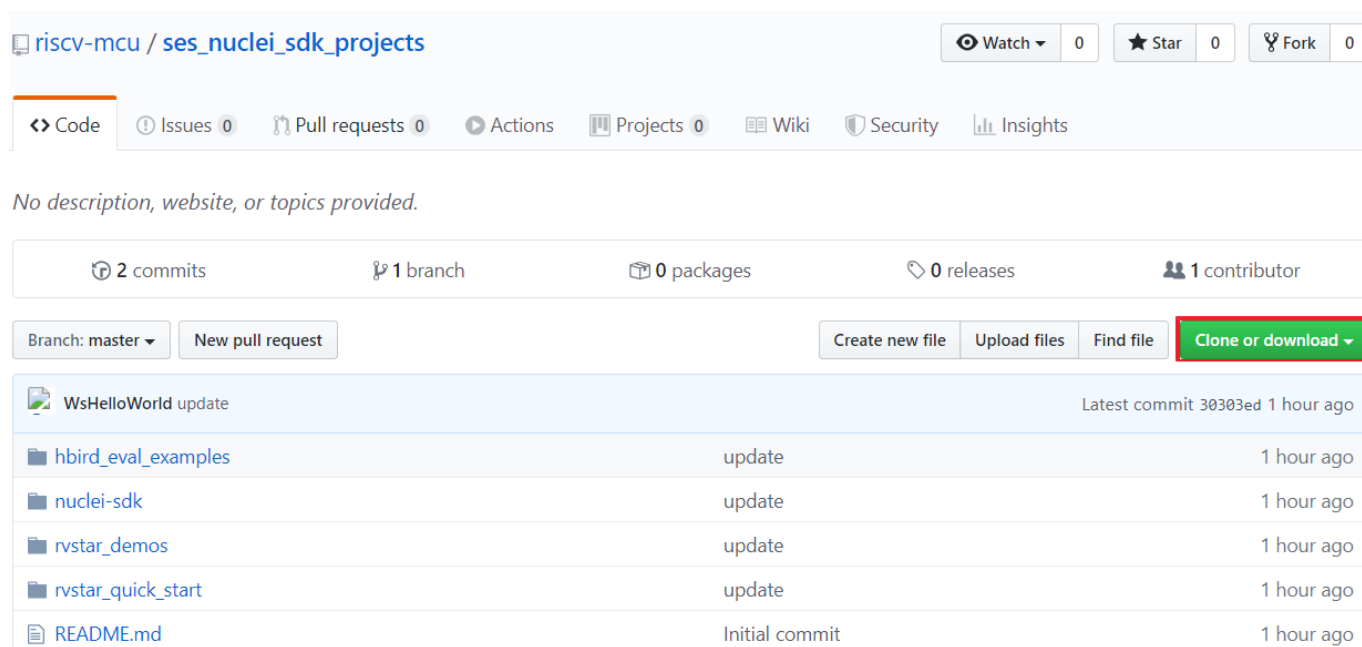 riscv-mcu / ses_nuclei_sdk_projects
Watch 0 Star 0 Fork 0
Code Issues 0 Pull requests 0 Actions Projects 0 Wiki Security Insights
No description, website, or topics provided.
2 commits 1 branch 0 packages 0 releases 1 contributor
Branch: master New pull request Create new file Upload files Find file Clone or download
WsHelloWorld update Latest commit 30303ed 1 hour ago
hbird_eval_examples update 1 hour ago
nuclei-sdk update 1 hour ago
rvstar_demos update 1 hour ago
rvstar_quick_start update 1 hour ago
README.md Initial commit 1 hour ago